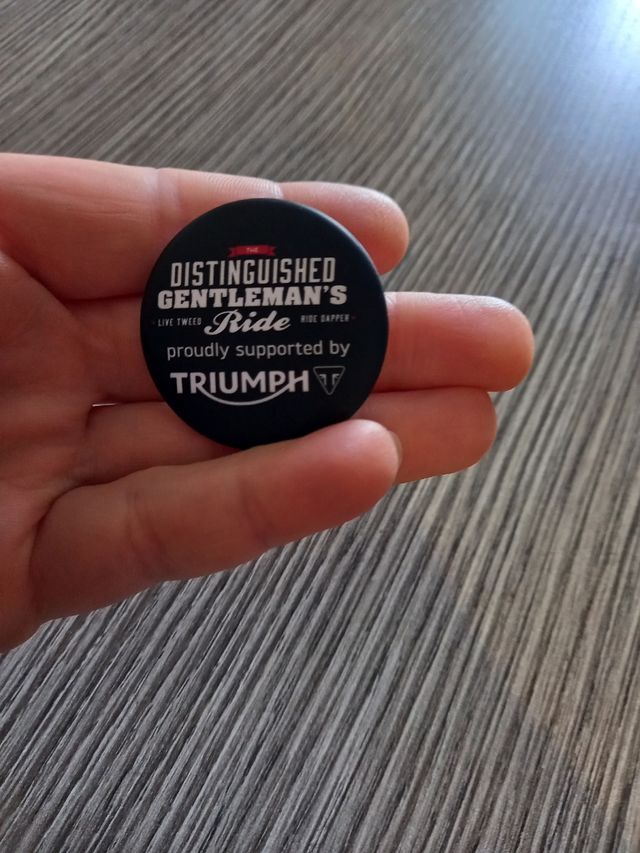 THE
DISTINGUISHED
GENTLEMAN'S
LIVE TWEED Ride RIDE DAPPER
proudly supported by
TRIUMPH